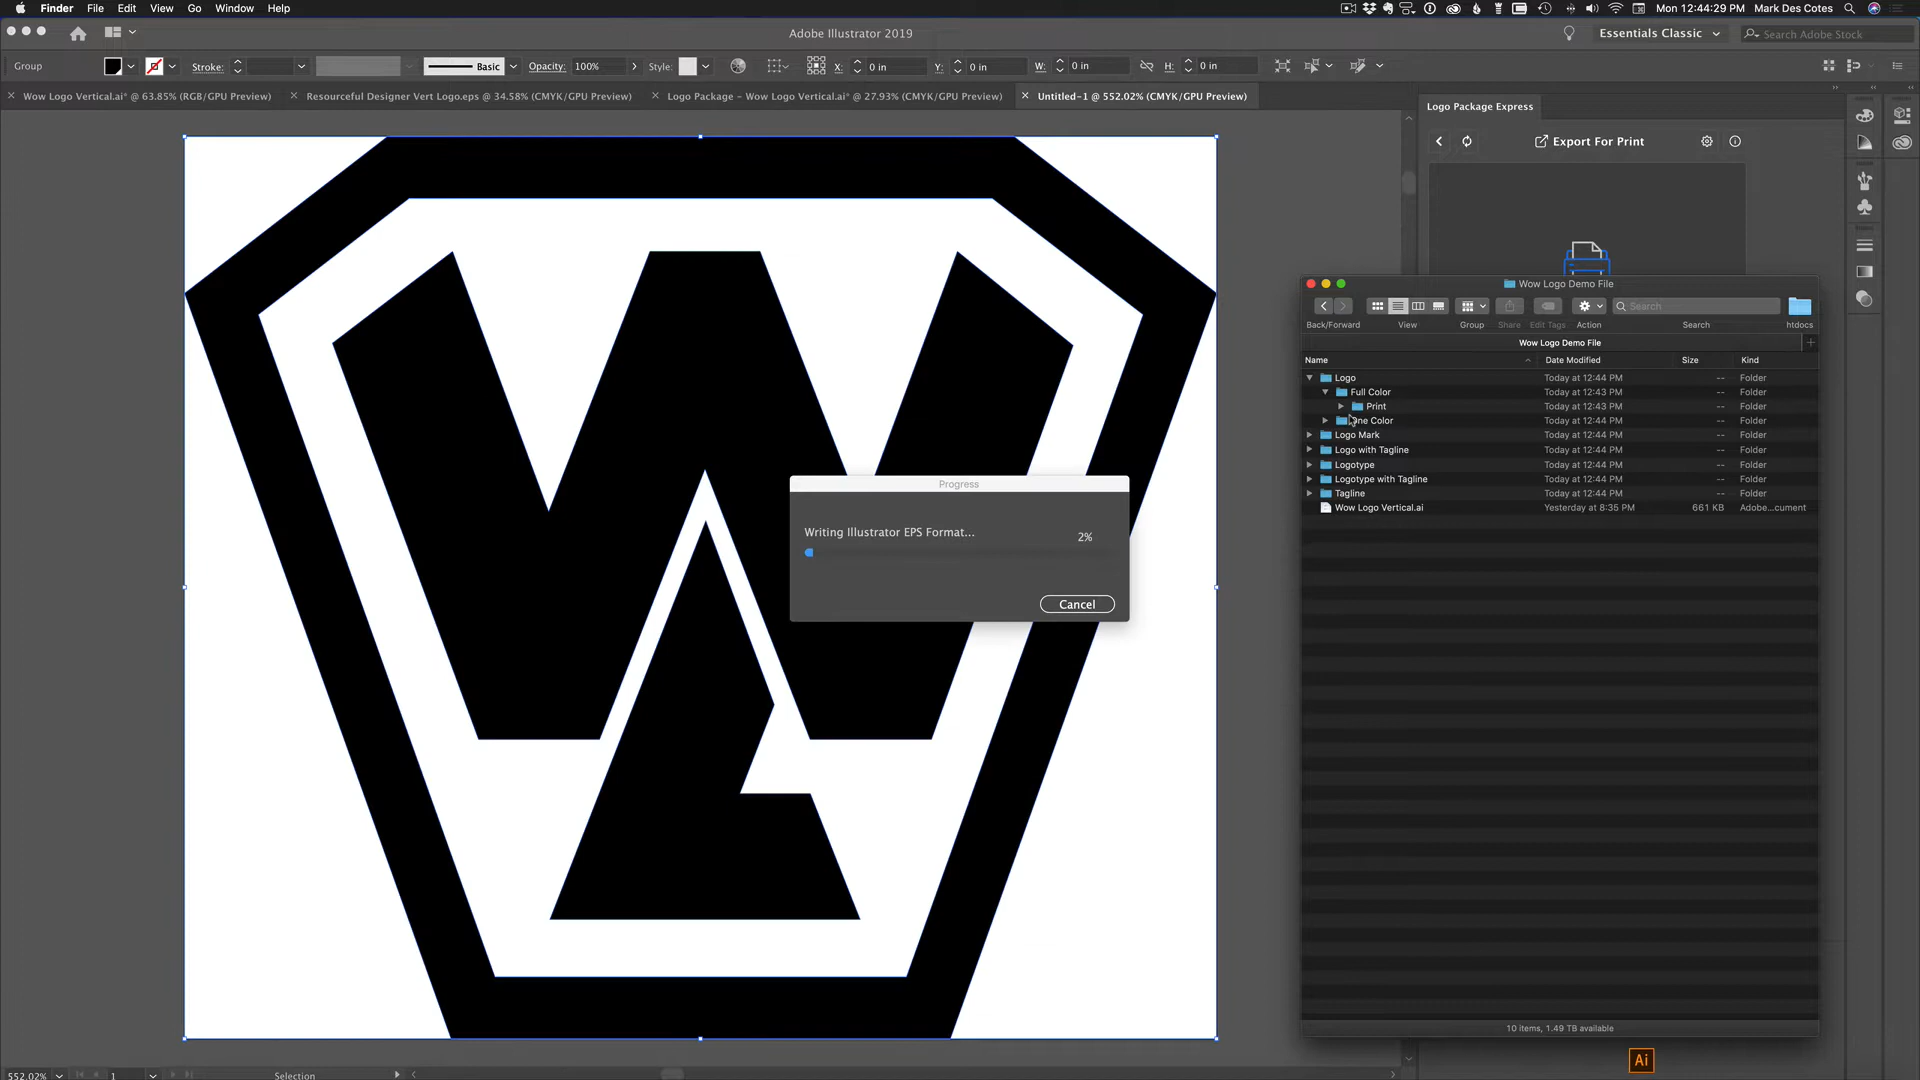 Finder File Edit View Go Window Help Mon 12:44:29 PM Mark Des Cotes
Adobe Illustrator 2019 Essentials Classic Search Adobe Stock
Group Stroke: Basic Opacity: 100% Style: X: 0 in Y: 0 in W: 0 in H: 0 in
Wow Logo Vertical.ai* @ 63.85% (RGB/GPU Preview) Resourceful Designer Vert Logo.eps @ 34.58% (CMYK/GPU Preview) Logo Package – Wow Logo Vertical.ai* @ 27.93% (CMYK/GPU Preview) Untitled-1 @ 552.02% (CMYK/GPU Preview)
Logo Package Express
Export For Print
Wow Logo Demo File
Search
Back/Forward View Group Share Edit Tags Action Search htdocs
Wow Logo Demo File
Name Date Modified Size Kind
Logo Today at 12:44 PM -- Folder
Full Color Today at 12:43 PM -- Folder
Print Today at 12:43 PM -- Folder
One Color Today at 12:44 PM -- Folder
Logo Mark Today at 12:44 PM -- Folder
Logo with Tagline Today at 12:44 PM -- Folder
Logotype Today at 12:44 PM -- Folder
Logotype with Tagline Today at 12:44 PM -- Folder
Tagline Today at 12:44 PM -- Folder
Wow Logo Vertical.ai Yesterday at 8:35 PM 661 KB Adobe...cument
Progress
Writing Illustrator EPS Format...
2%
Cancel
10 items, 1.49 TB available
Ai
552.02% 1 Selection